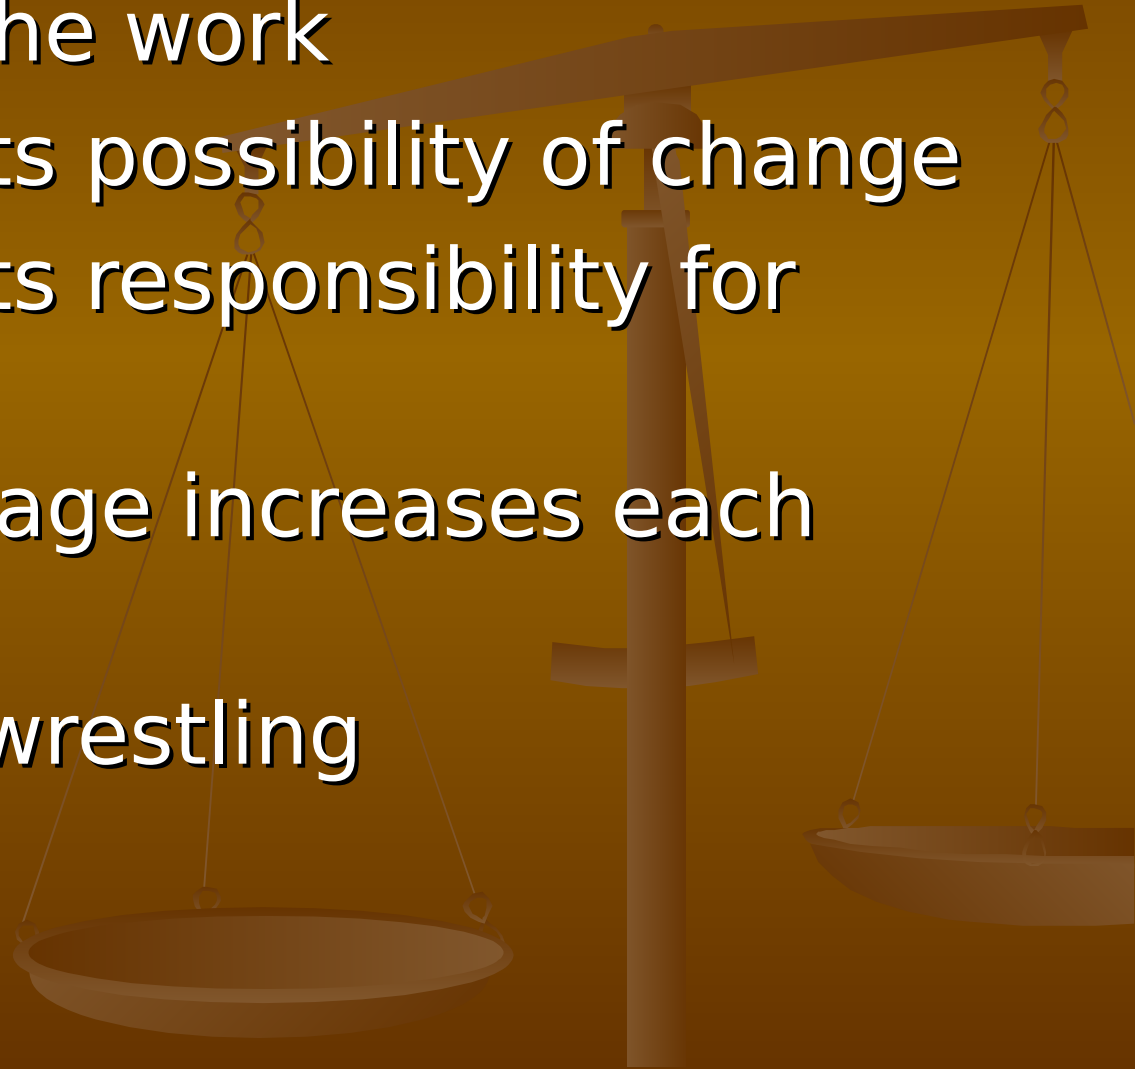 he work
ts possibility of change
ts responsibility for
age increases each
wrestling